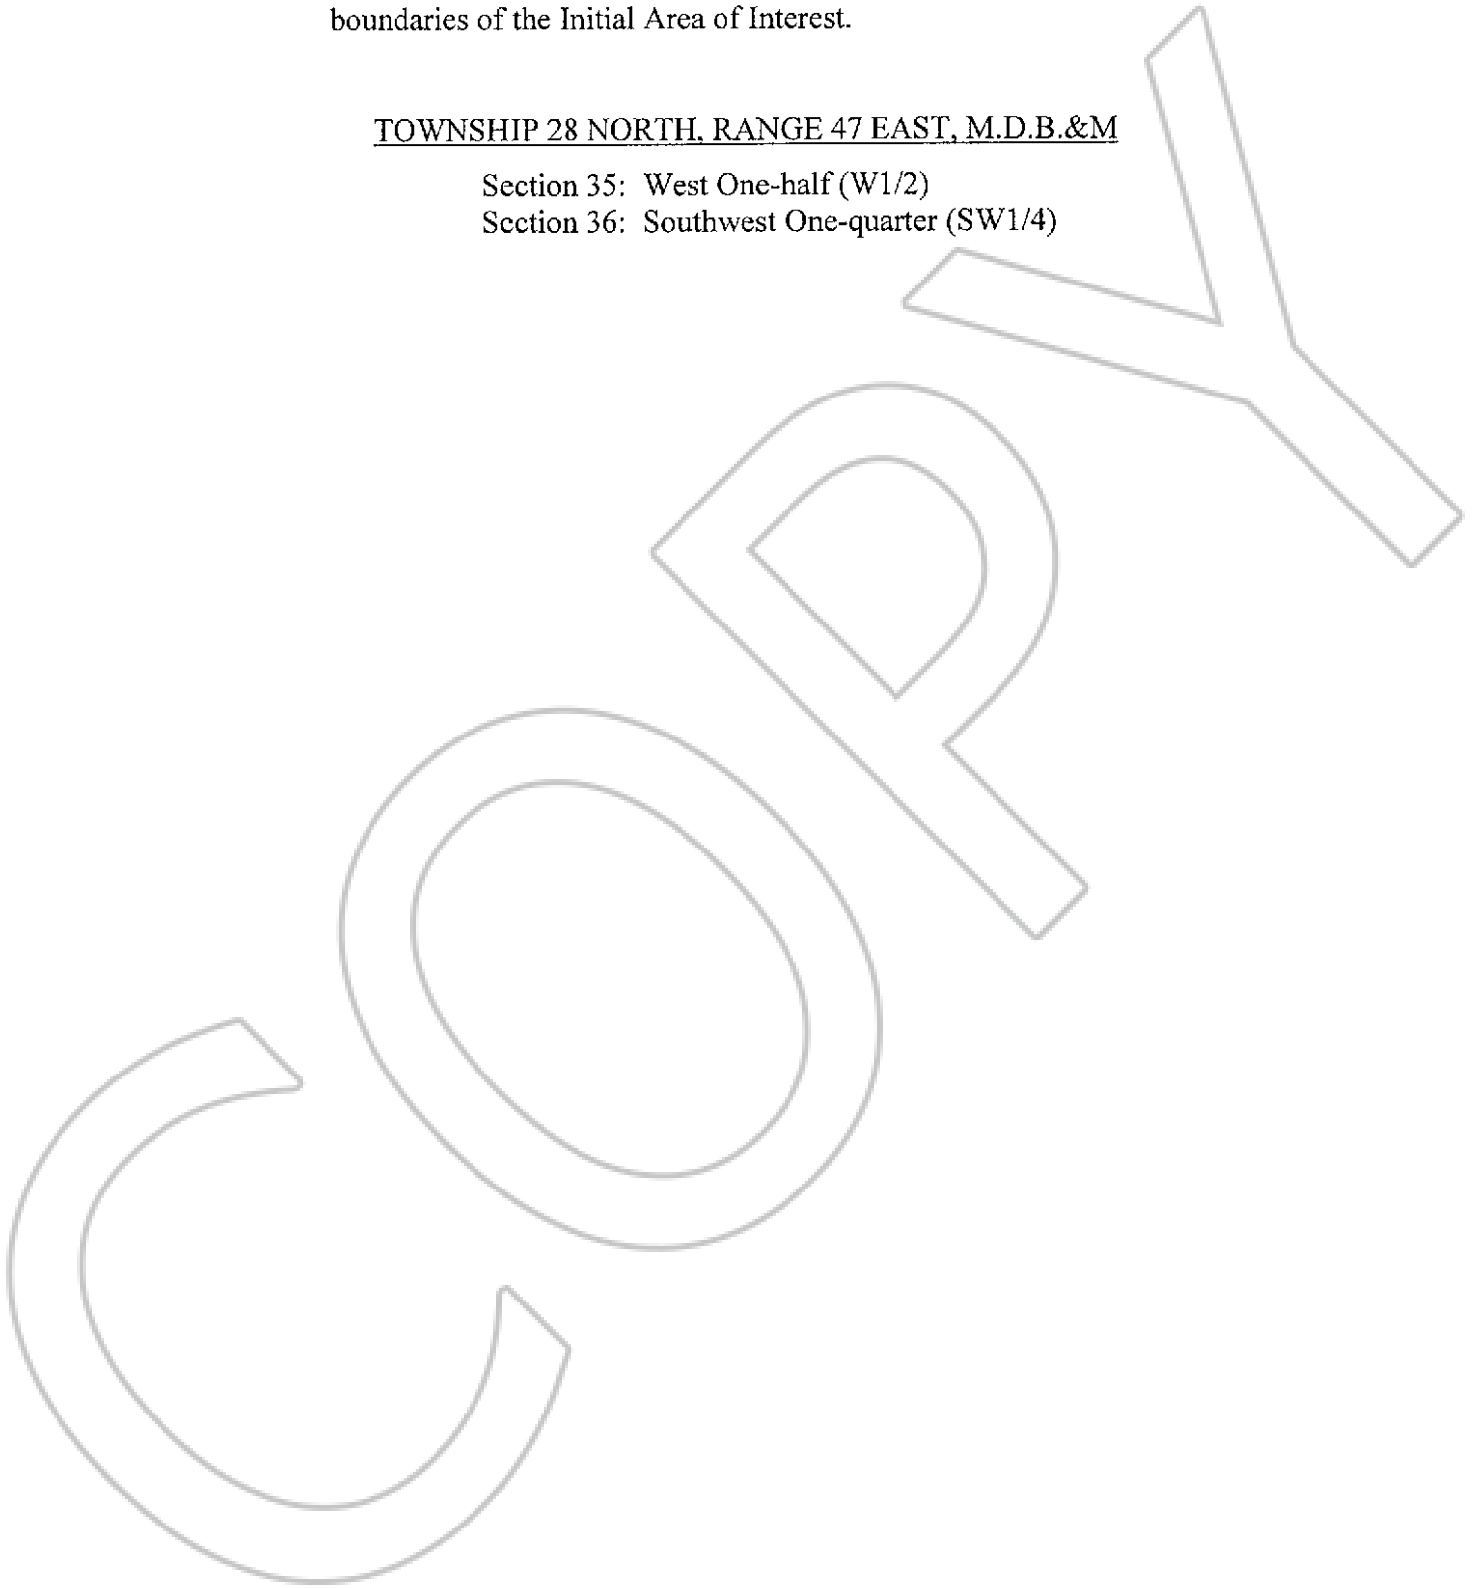 boundaries of the Initial Area of Interest.
TOWNSHIP 28 NORTH, RANGE 47 EAST, M.D.B.&M
Section 35: West One-half (W1/2)
Section 36: Southwest One-quarter (SW1/4)
COPY